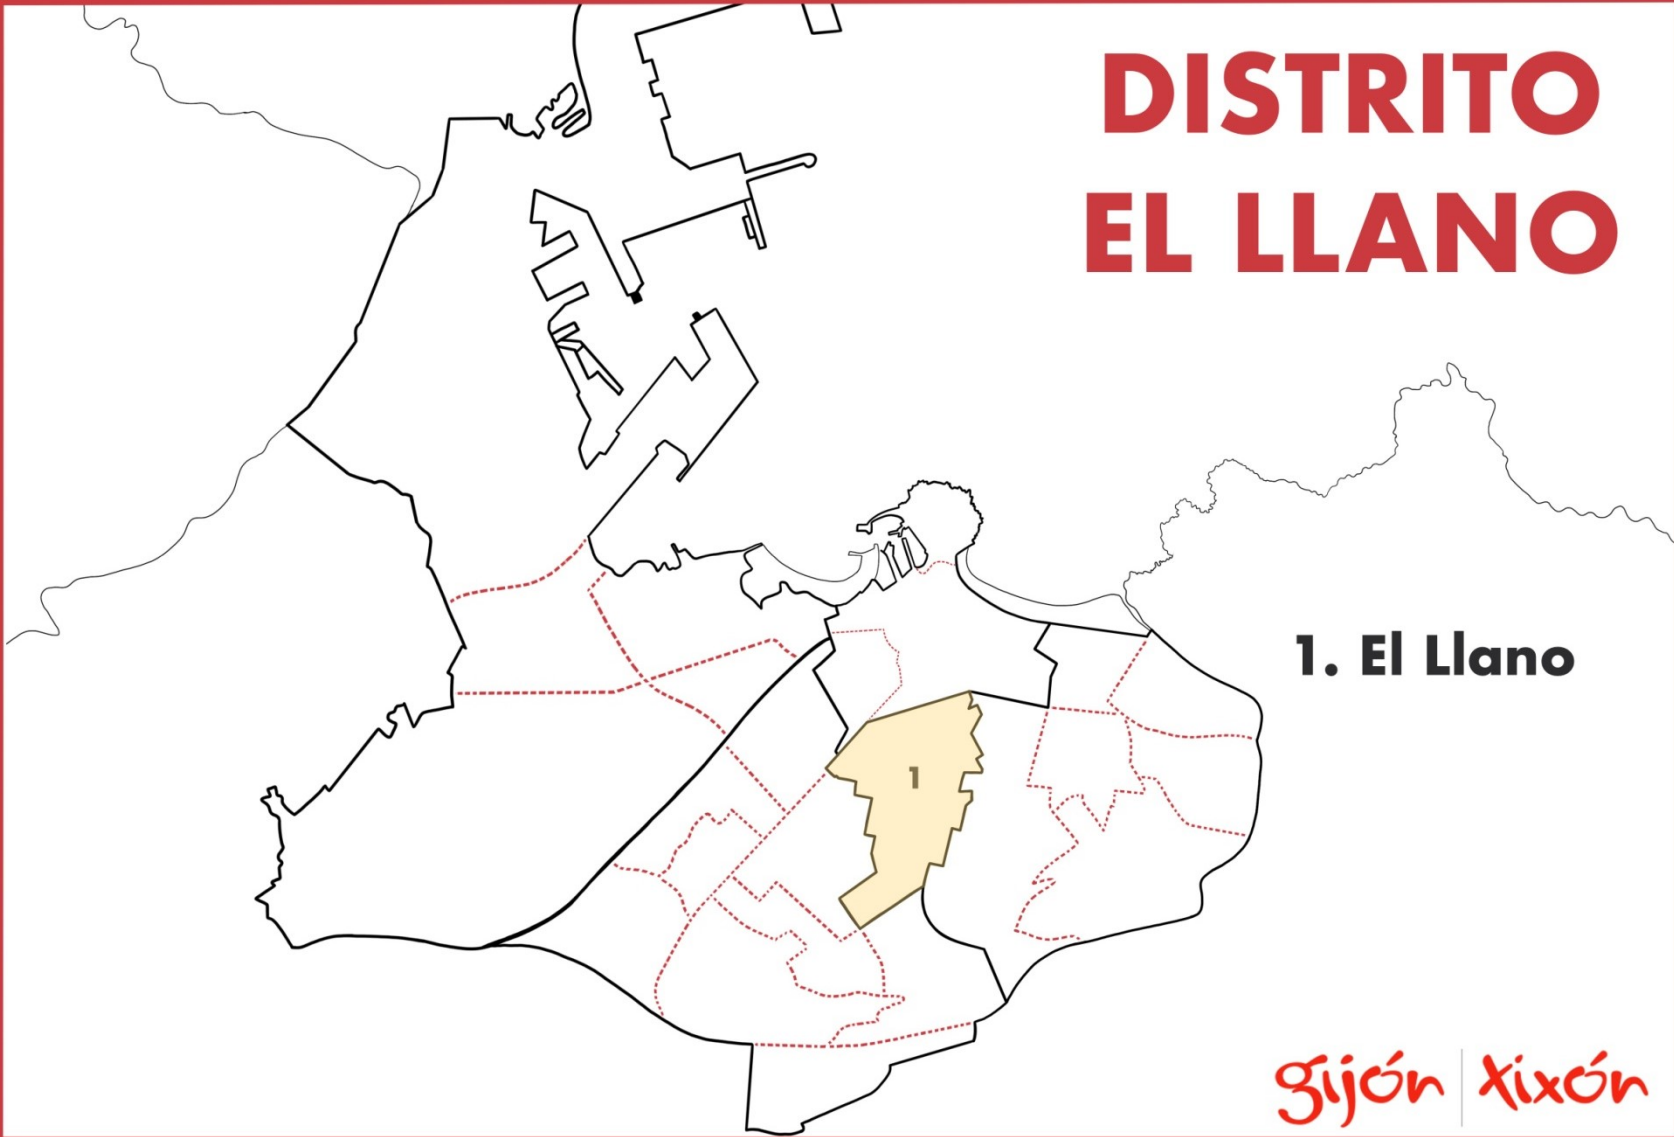 DISTRITO
EL LLANO
1. El Llano
1
gijón | xixón